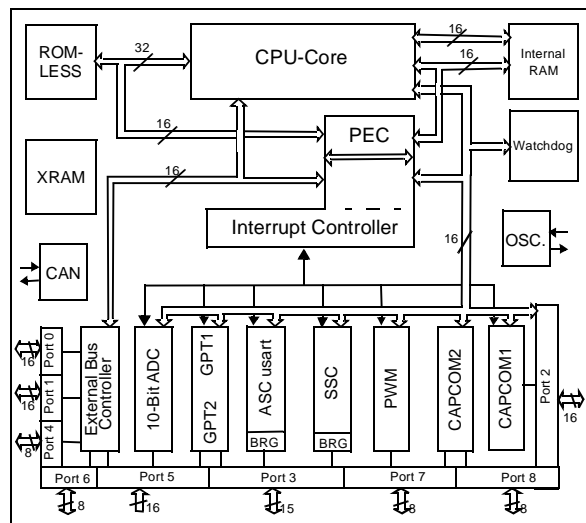 ROM-
LESS
32
CPU-Core
16
16
Internal
RAM
16
PEC
Watchdog
XRAM
16
Interrupt Controller
16
OSC.
CAN
Port 0
16
Port 1
16
Port 4
8
External Bus
Controller
10-Bit ADC
GPT2 GPT1
ASC usart
BRG
SSC
BRG
PWM
CAPCOM2
CAPCOM1
Port 2
16
Port 6
Port 5
Port 3
Port 7
Port 8
8
16
15
8
8